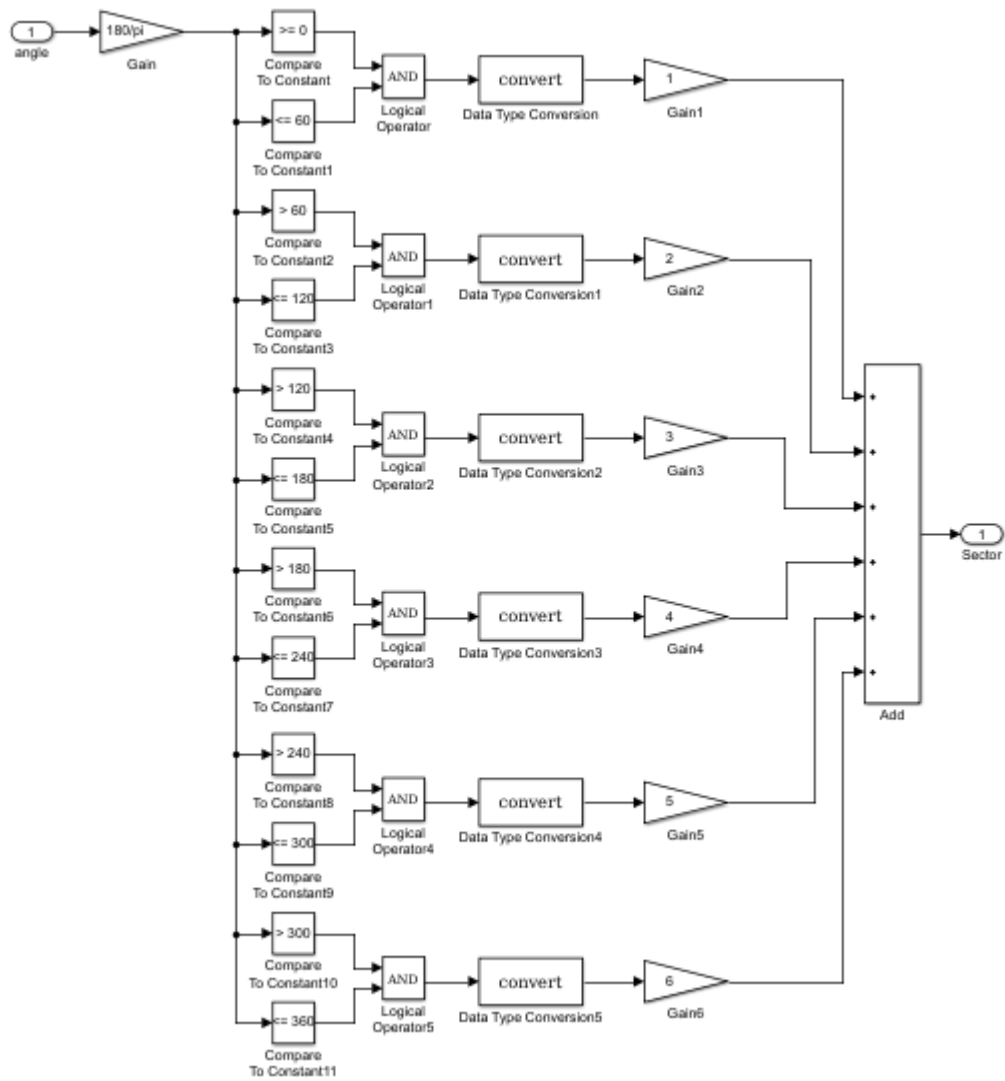 1
angle
180/pi
Gain
>= 0
Compare
To Constant
<= 60
Compare
To Constant1
AND
Logical
Operator
convert
Data Type Conversion
1
Gain1
> 60
Compare
To Constant2
<= 120
Compare
To Constant3
AND
Logical
Operator1
convert
Data Type Conversion1
2
Gain2
> 120
Compare
To Constant4
<= 180
Compare
To Constant5
AND
Logical
Operator2
convert
Data Type Conversion2
3
Gain3
> 180
Compare
To Constant6
<= 240
Compare
To Constant7
AND
Logical
Operator3
convert
Data Type Conversion3
4
Gain4
> 240
Compare
To Constant8
<= 300
Compare
To Constant9
AND
Logical
Operator4
convert
Data Type Conversion4
5
Gain5
> 300
Compare
To Constant10
<= 360
Compare
To Constant11
AND
Logical
Operator5
convert
Data Type Conversion5
6
Gain6
+
+
+
+
+
+
Add
1
Sector